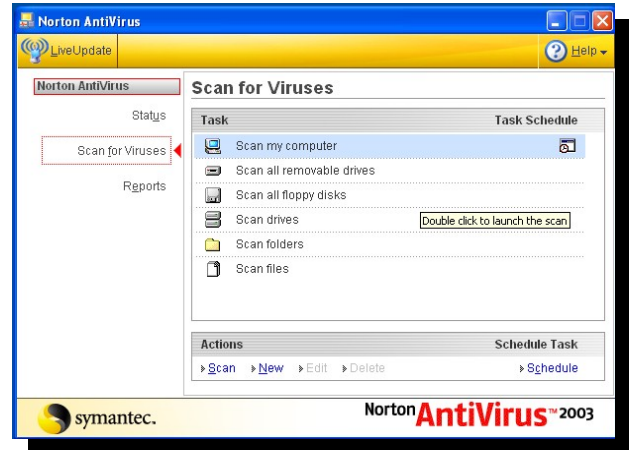 Norton AntiVirus
LiveUpdate
Help
Norton AntiVirus
Status
Scan for Viruses
Reports
Scan for Viruses
Task Task Schedule
Scan my computer
Scan all removable drives
Scan all floppy disks
Scan drives
Double click to launch the scan
Scan folders
Scan files
Actions Schedule Task
Scan New Edit Delete Schedule
symantec.
Norton AntiVirus™ 2003